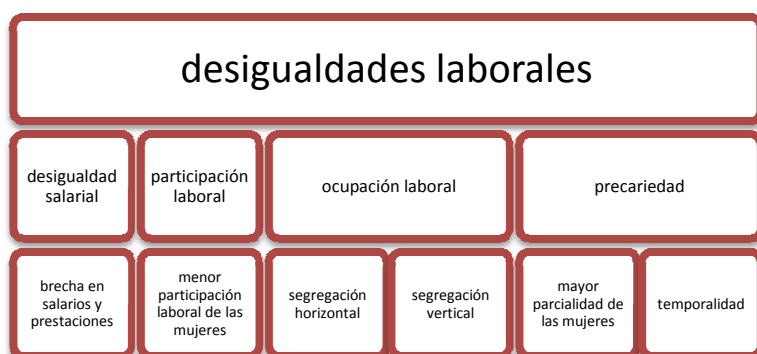 desigualdades laborales
desigualdad
salarial
participación
laboral
ocupación laboral
precariedad
brecha en
salarios y
prestaciones
menor
participación
laboral de las
mujeres
segregación
horizontal
segregación
vertical
mayor
parcialidad de
las mujeres
temporalidad